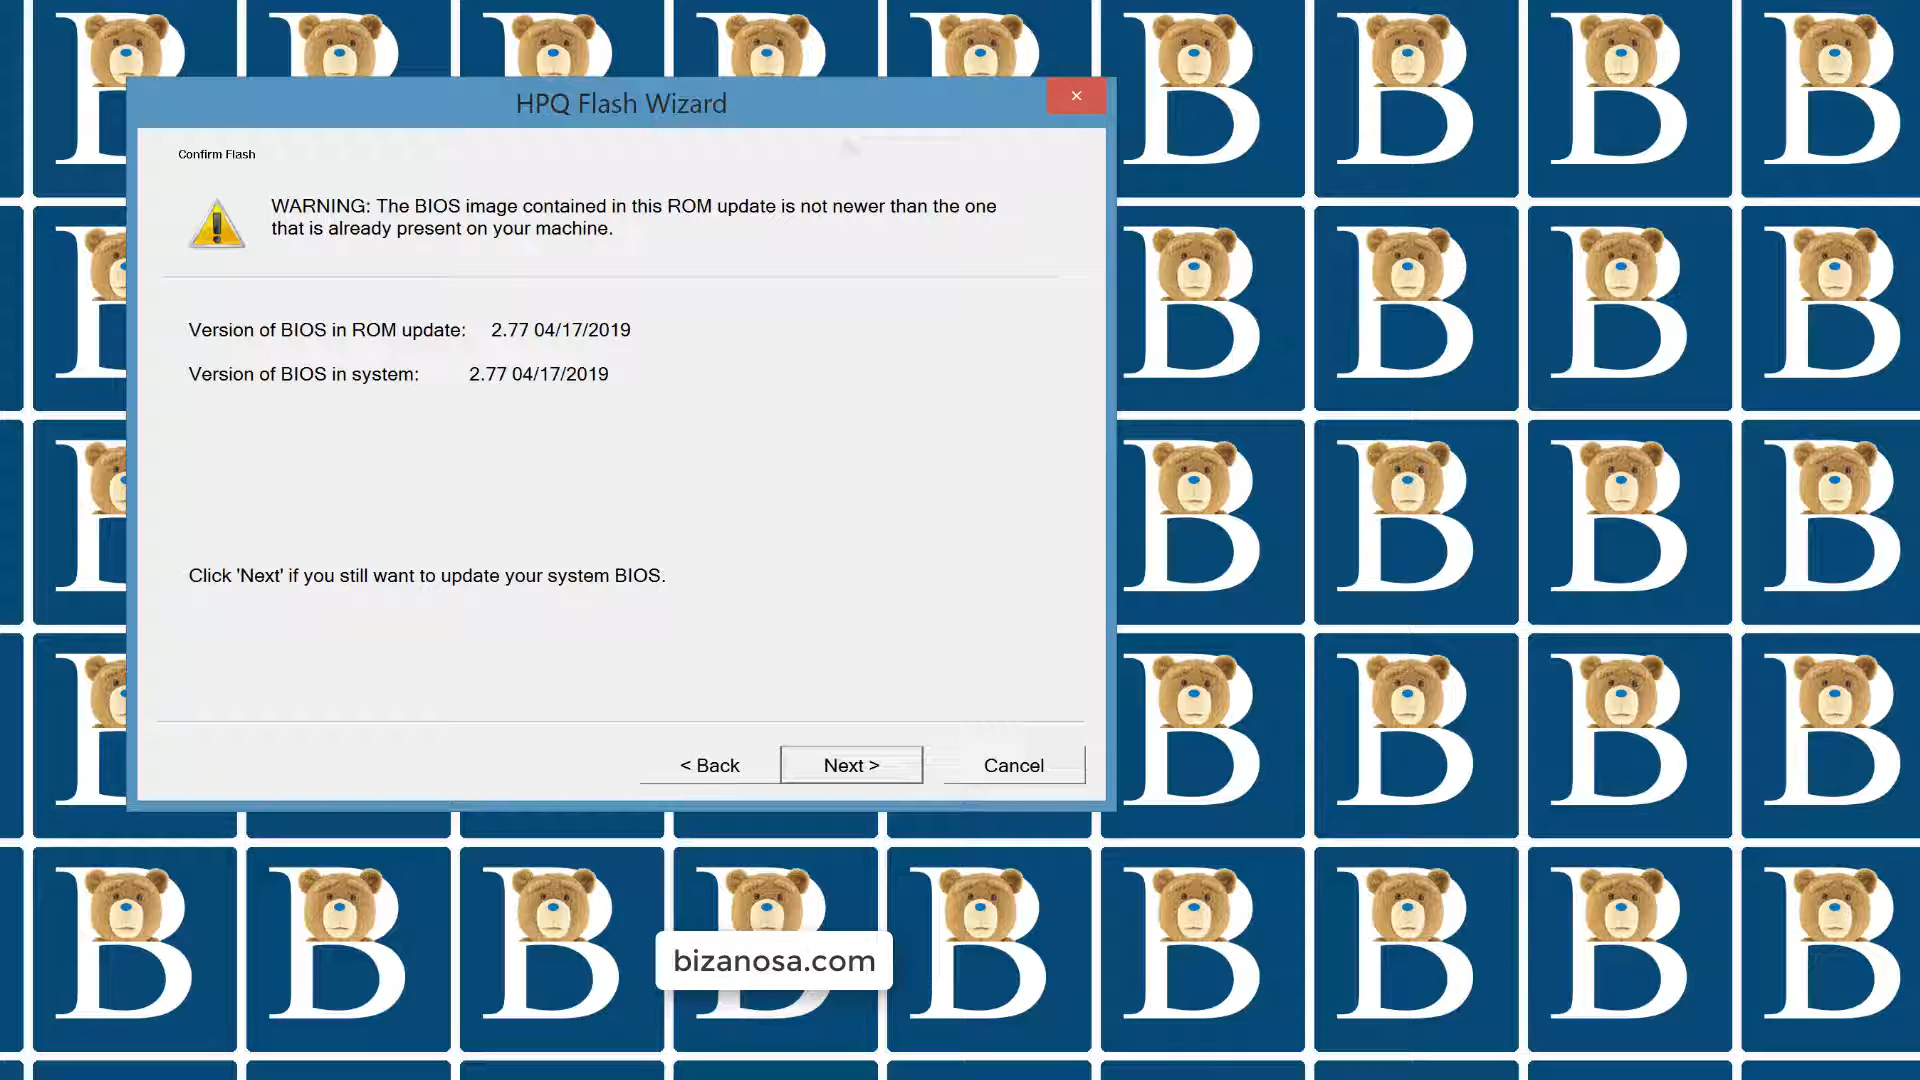 HPQ Flash Wizard
Confirm Flash
WARNING: The BIOS image contained in this ROM update is not newer than the one
that is already present on your machine.
Version of BIOS in ROM update: 2.77 04/17/2019
Version of BIOS in system: 2.77 04/17/2019
Click 'Next' if you still want to update your system BIOS.
< Back Next > Cancel
bizanosa.com